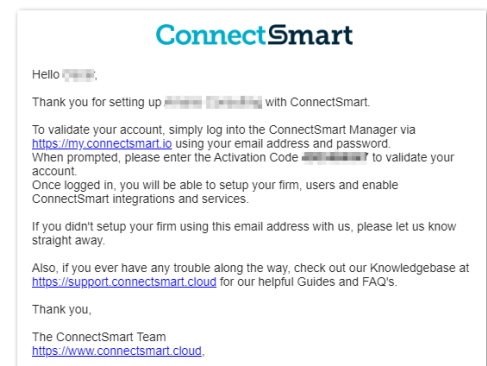 ConnectSmart
Hello
Thank you for setting up with ConnectSmart.
To validate your account, simply log into the ConnectSmart Manager via
https://my.connectsmart.io using your email address and password.
When prompted, please enter the Activation Code to validate your
account.
Once logged in, you will be able to setup your firm, users and enable
ConnectSmart integrations and services.
If you didn't setup your firm using this email address with us, please let us know
straight away.
Also, if you ever have any trouble along the way, check out our Knowledgebase at
https://support.connectsmart.cloud for our helpful Guides and FAQ's.
Thank you,
The ConnectSmart Team
https://www.connectsmart.cloud,